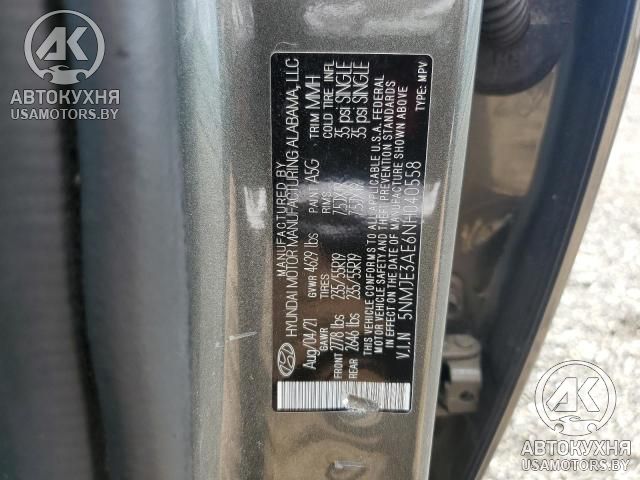 АВТОКУХНЯ
USAMOTORS.BY
MANUFACTURED BY
HYUNDAI MOTOR MANUFACTURING ALABAMA, LLC
Aug/04/21 GVWR 4629 lbs PAINT A5G TRIM MMH
GAWR TIRES RIMS COLD TIRE INFL
FRONT 2778 lbs 235/55R19 7.5JX19 35 psi SINGLE
REAR 2646 lbs 235/55R19 7.5JX19 35 psi SINGLE
THIS VEHICLE CONFORMS TO ALL APPLICABLE U.S.A. FEDERAL
MOTOR VEHICLE SAFETY AND THEFT PREVENTION STANDARDS
IN EFFECT ON THE DATE OF MANUFACTURE SHOWN ABOVE
V.I.N 5NMJE3AE6NH040558 TYPE: MPV
АВТОКУХНЯ
USAMOTORS.BY